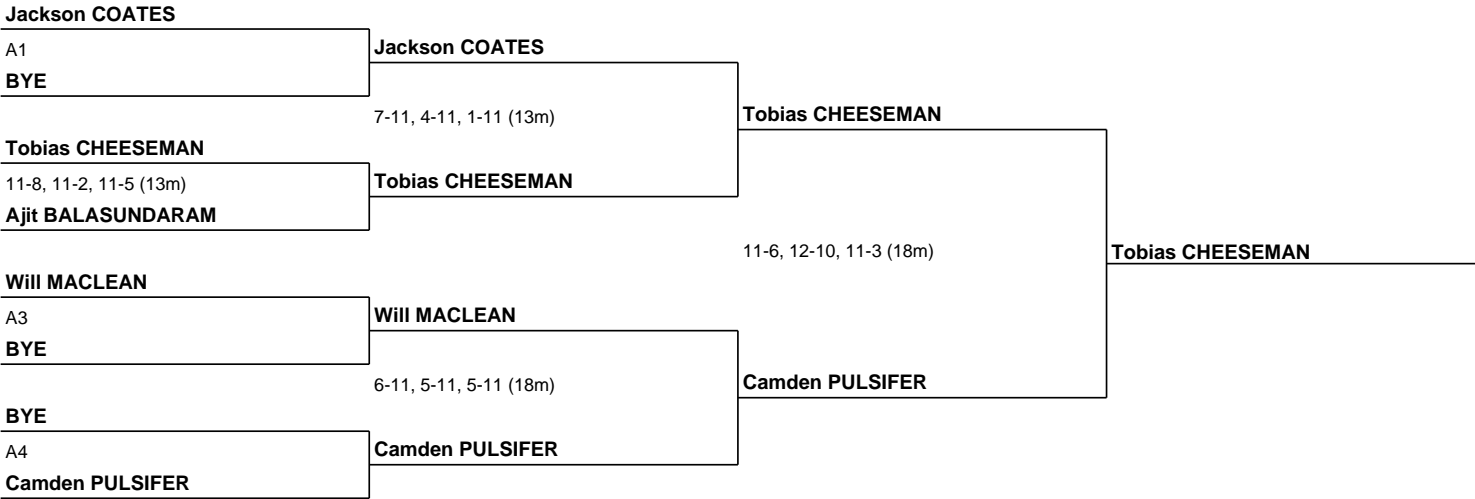 Jackson COATES
A1
BYE
Tobias CHEESEMAN
11-8, 11-2, 11-5 (13m)
Ajit BALASUNDARAM
Will MACLEAN
A3
BYE
BYE
A4
Camden PULSIFER
Jackson COATES
7-11, 4-11, 1-11 (13m)
Tobias CHEESEMAN
Will MACLEAN
6-11, 5-11, 5-11 (18m)
Camden PULSIFER
Tobias CHEESEMAN
11-6, 12-10, 11-3 (18m)
Camden PULSIFER
Tobias CHEESEMAN